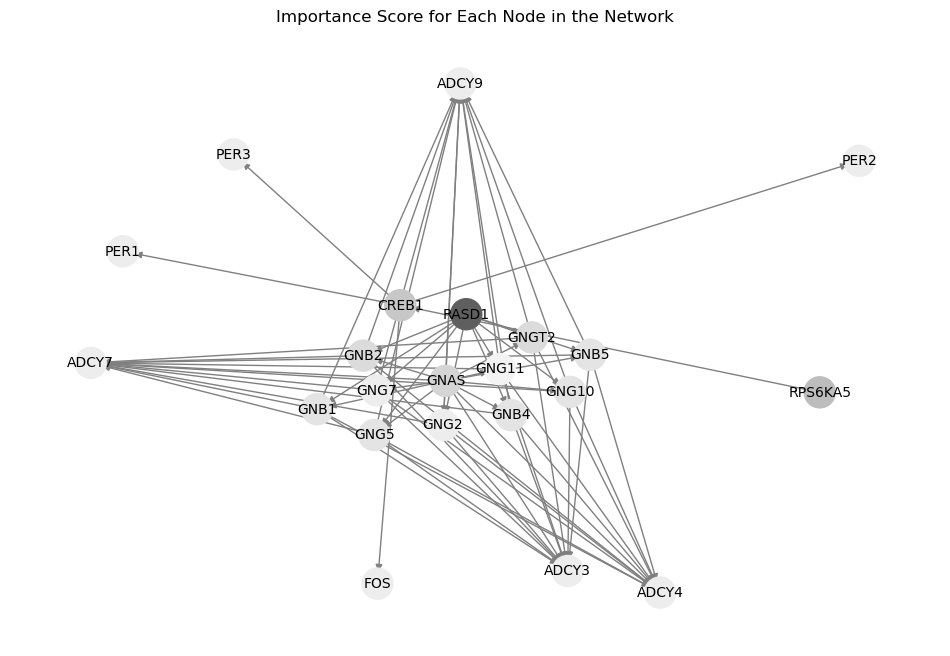 Importance Score for Each Node in the Network
ADCY9
PER3
PER2
PER1
CREB1
RASD1
GNGT2
GNB2
GNB5
ADCY7
GNG11
GNAS
GNG7
GNG10
RPS6KA5
GNB1
GNB4
GNG2
GNG5
ADCY3
FOS
ADCY4